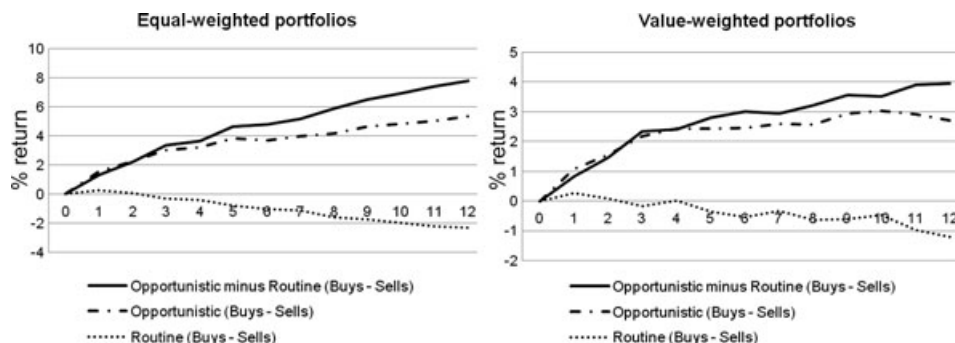 Equal-weighted portfolios
10
8
6
4
2
0
-2
-4
% return
0 1 2 3 4 5 6 7 8 9 10 11 12
Opportunistic minus Routine (Buys - Sells)
Opportunistic (Buys - Sells)
Routine (Buys - Sells)
Value-weighted portfolios
5
4
3
2
1
0
-1
-2
% return
0 1 2 3 4 5 6 7 8 9 10 11 12
Opportunistic minus Routine (Buys - Sells)
Opportunistic (Buys - Sells)
Routine (Buys - Sells)